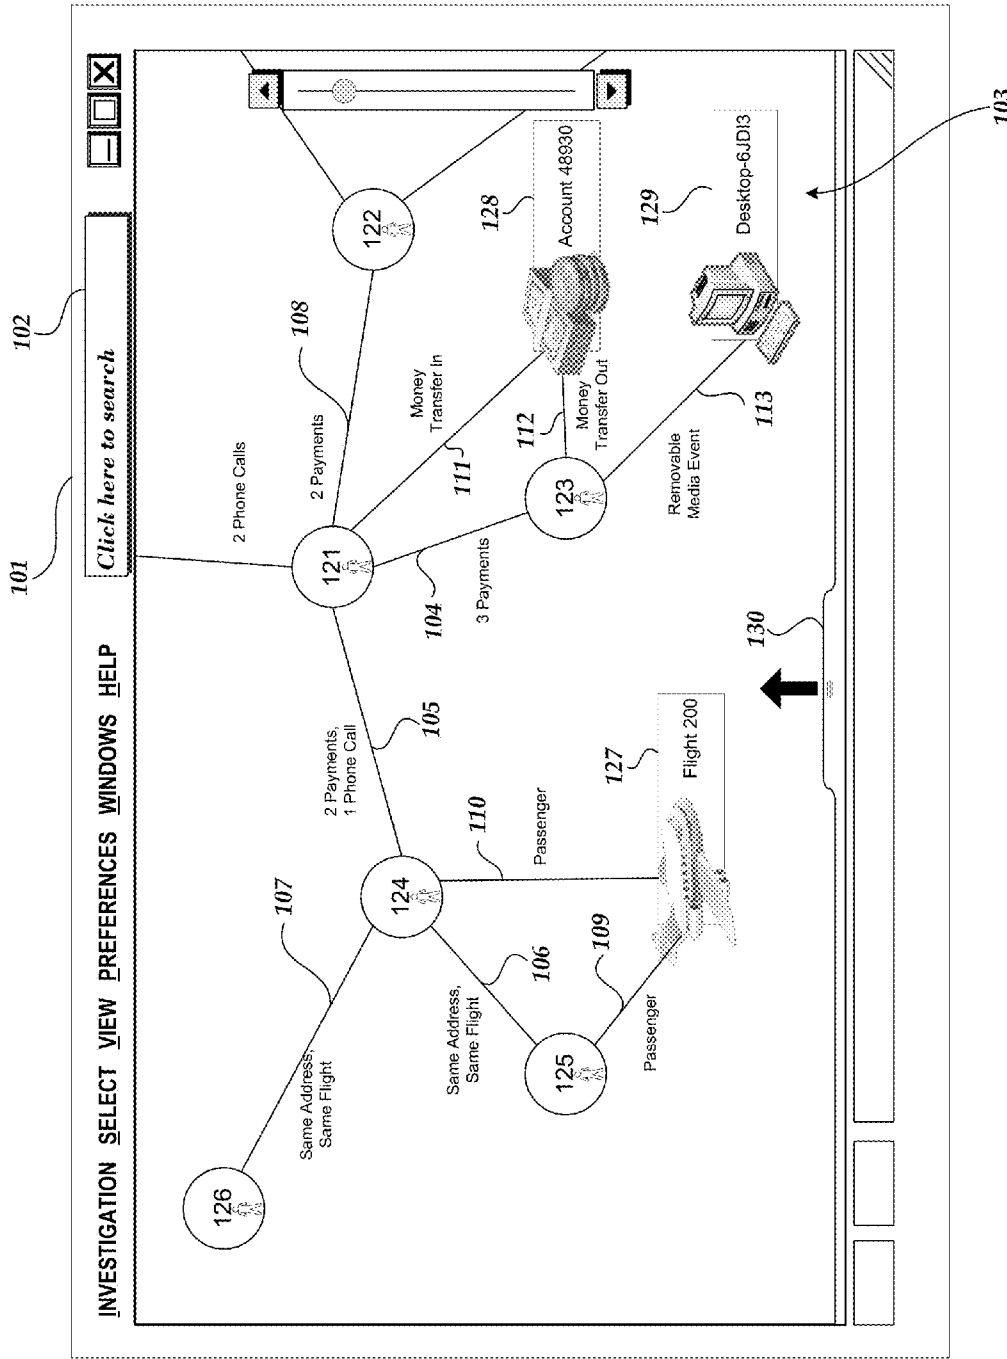 101
102
INVESTIGATION SELECT VIEW PREFERENCES WINDOWS HELP
Click here to search
107
126
Same Address,
Same Flight
2 Phone Calls
2 Payments,
1 Phone Call
105
121
2 Payments
108
122
124
Money
Transfer In
111
104
3 Payments
Same Address,
Same Flight
106
110
Passenger
125
109
Passenger
123
112
Money
Transfer Out
128
Account 48930
127
Flight 200
Removable
Media Event
113
129
Desktop-6JDI3
130
103